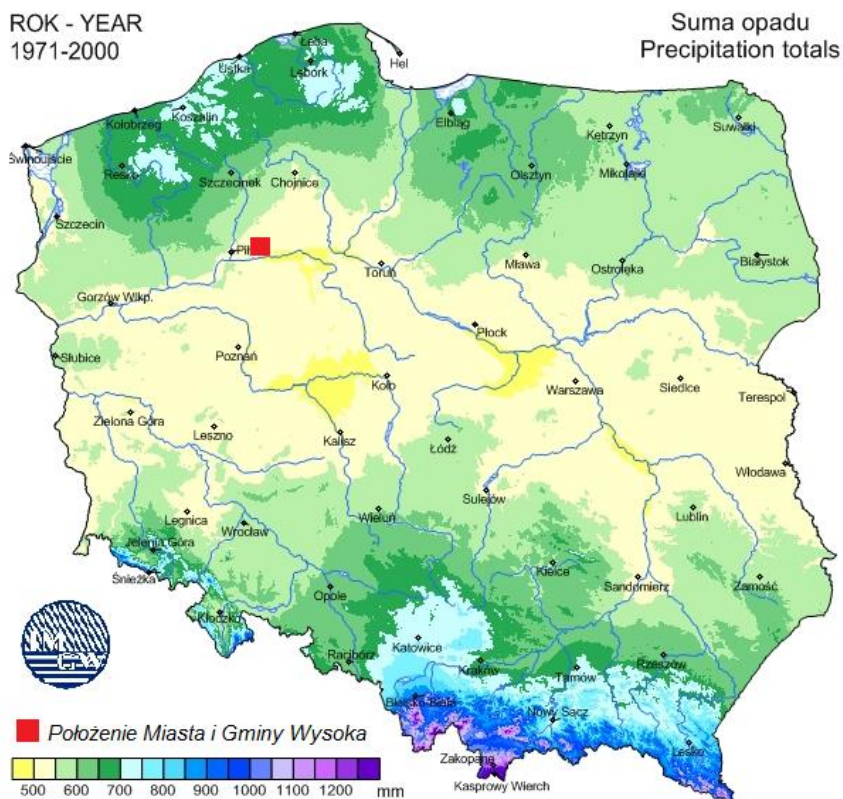 ROK - YEAR
1971-2000
Suma opadu
Precipitation totals
Łeba
Hel
Ustka
Lębork
Koszalin
Kołobrzeg
Elbląg
Kętrzyn
Suwałki
Świnoujście
Resko
Szczecinek
Chojnice
Olsztyn
Mikołajki
Szczecin
Toruń
Mława
Ostrołęka
Białystok
Gorzów Wlkp.
Płock
Słubice
Poznań
Koło
Warszawa
Siedlce
Terespol
Zielona Góra
Leszno
Kalisz
Łódź
Włodawa
Sulejów
Legnica
Wrocław
Wieluń
Lublin
Jelenia Góra
Śnieżka
Kielce
Opole
Sandomierz
Zamość
Kłodzko
Katowice
Racibórz
Kraków
Tarnów
Rzeszów
Bielsko-Biała
Nowy Sącz
Lesko
Zakopane
Kasprowy Wierch
IMGW
Położenie Miasta i Gminy Wysoka
500 600 700 800 900 1000 1100 1200 mm